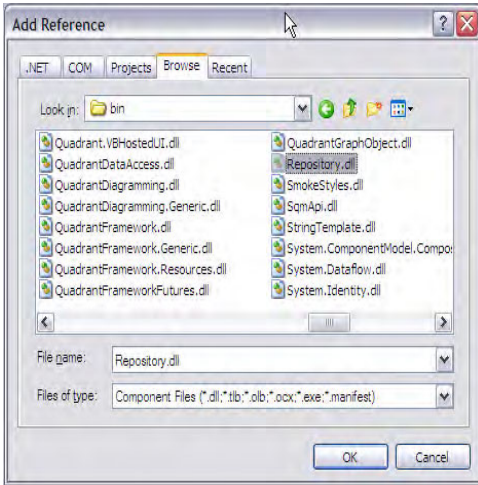 Add Reference
.NET COM Projects Browse Recent
Look in: bin
Quadrant.VBHostedUI.dll
QuadrantDataAccess.dll
QuadrantDiagramming.dll
QuadrantDiagramming.Generic.dll
QuadrantFramework.dll
QuadrantFramework.Generic.dll
QuadrantFramework.Resources.dll
QuadrantFrameworkFutures.dll
QuadrantGraphObject.dll
Repository.dll
SmokeStyles.dll
SqmApi.dll
StringTemplate.dll
System.ComponentModel.Compos
System.Dataflow.dll
System.Identity.dll
File name: Repository.dll
Files of type: Component Files (*.dll;*.tlb;*.olb;*.ocx;*.exe;*.manifest)
OK Cancel